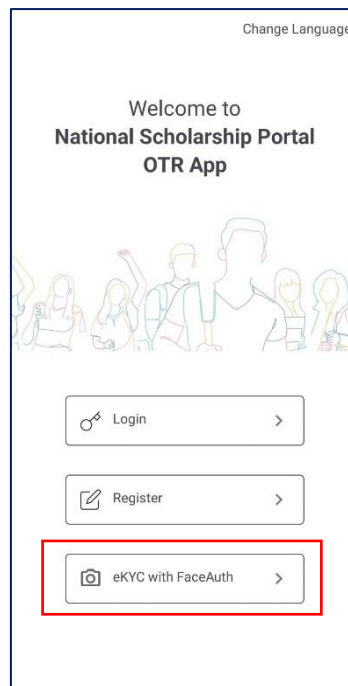 Change Language
Welcome to
National Scholarship Portal
OTR App
Login
Register
eKYC with FaceAuth